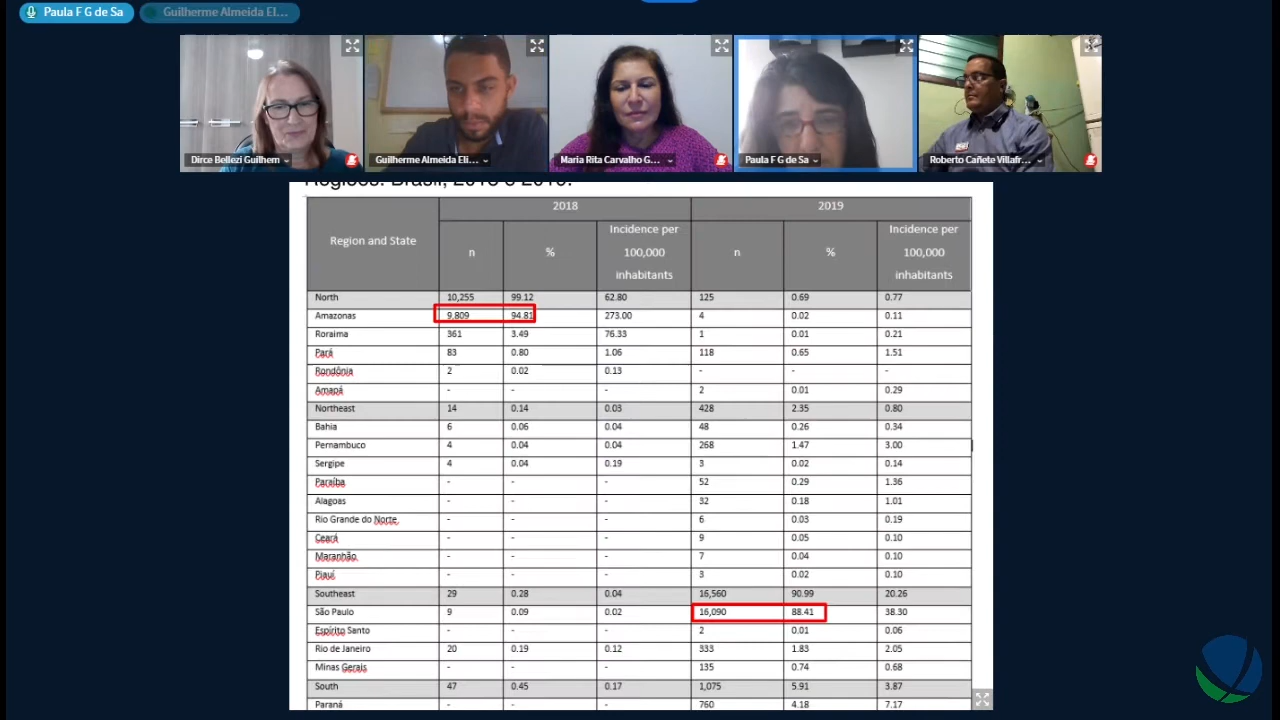 Paula F G de Sa
Guilherme Almeida El...
Dirce Bellezi Guilhem
Guilherme Almeida Eli...
Maria Rita Carvalho G...
Paula F G de Sa
Roberto Cañete Villafr...
Regiões. Brasil, 2018 e 2019.
2018 2019
Region and State n % Incidence per 100,000 inhabitants n % Incidence per 100,000 inhabitants
North 10,255 99.12 62.80 125 0.69 0.77
Amazonas 9,809 94.81 273.00 4 0.02 0.11
Roraima 361 3.49 76.33 1 0.01 0.21
Pará 83 0.80 1.06 118 0.65 1.51
Rondônia 2 0.02 0.13 - - -
Amapá - - - 2 0.01 0.29
Northeast 14 0.14 0.03 428 2.35 0.80
Bahia 6 0.06 0.04 48 0.26 0.34
Pernambuco 4 0.04 0.04 268 1.47 3.00
Sergipe 4 0.04 0.19 3 0.02 0.14
Paraíba - - - 52 0.29 1.36
Alagoas - - - 32 0.18 1.01
Rio Grande do Norte - - - 6 0.03 0.19
Ceará - - - 9 0.05 0.10
Maranhão - - - 7 0.04 0.10
Piauí - - - 3 0.02 0.10
Southeast 29 0.28 0.04 16,560 90.99 20.26
São Paulo 9 0.09 0.02 16,090 88.41 38.30
Espírito Santo - - - 2 0.01 0.06
Rio de Janeiro 20 0.19 0.12 333 1.83 2.05
Minas Gerais - - - 135 0.74 0.68
South 47 0.45 0.17 1,075 5.91 3.87
Paraná - - - 760 4.18 7.17